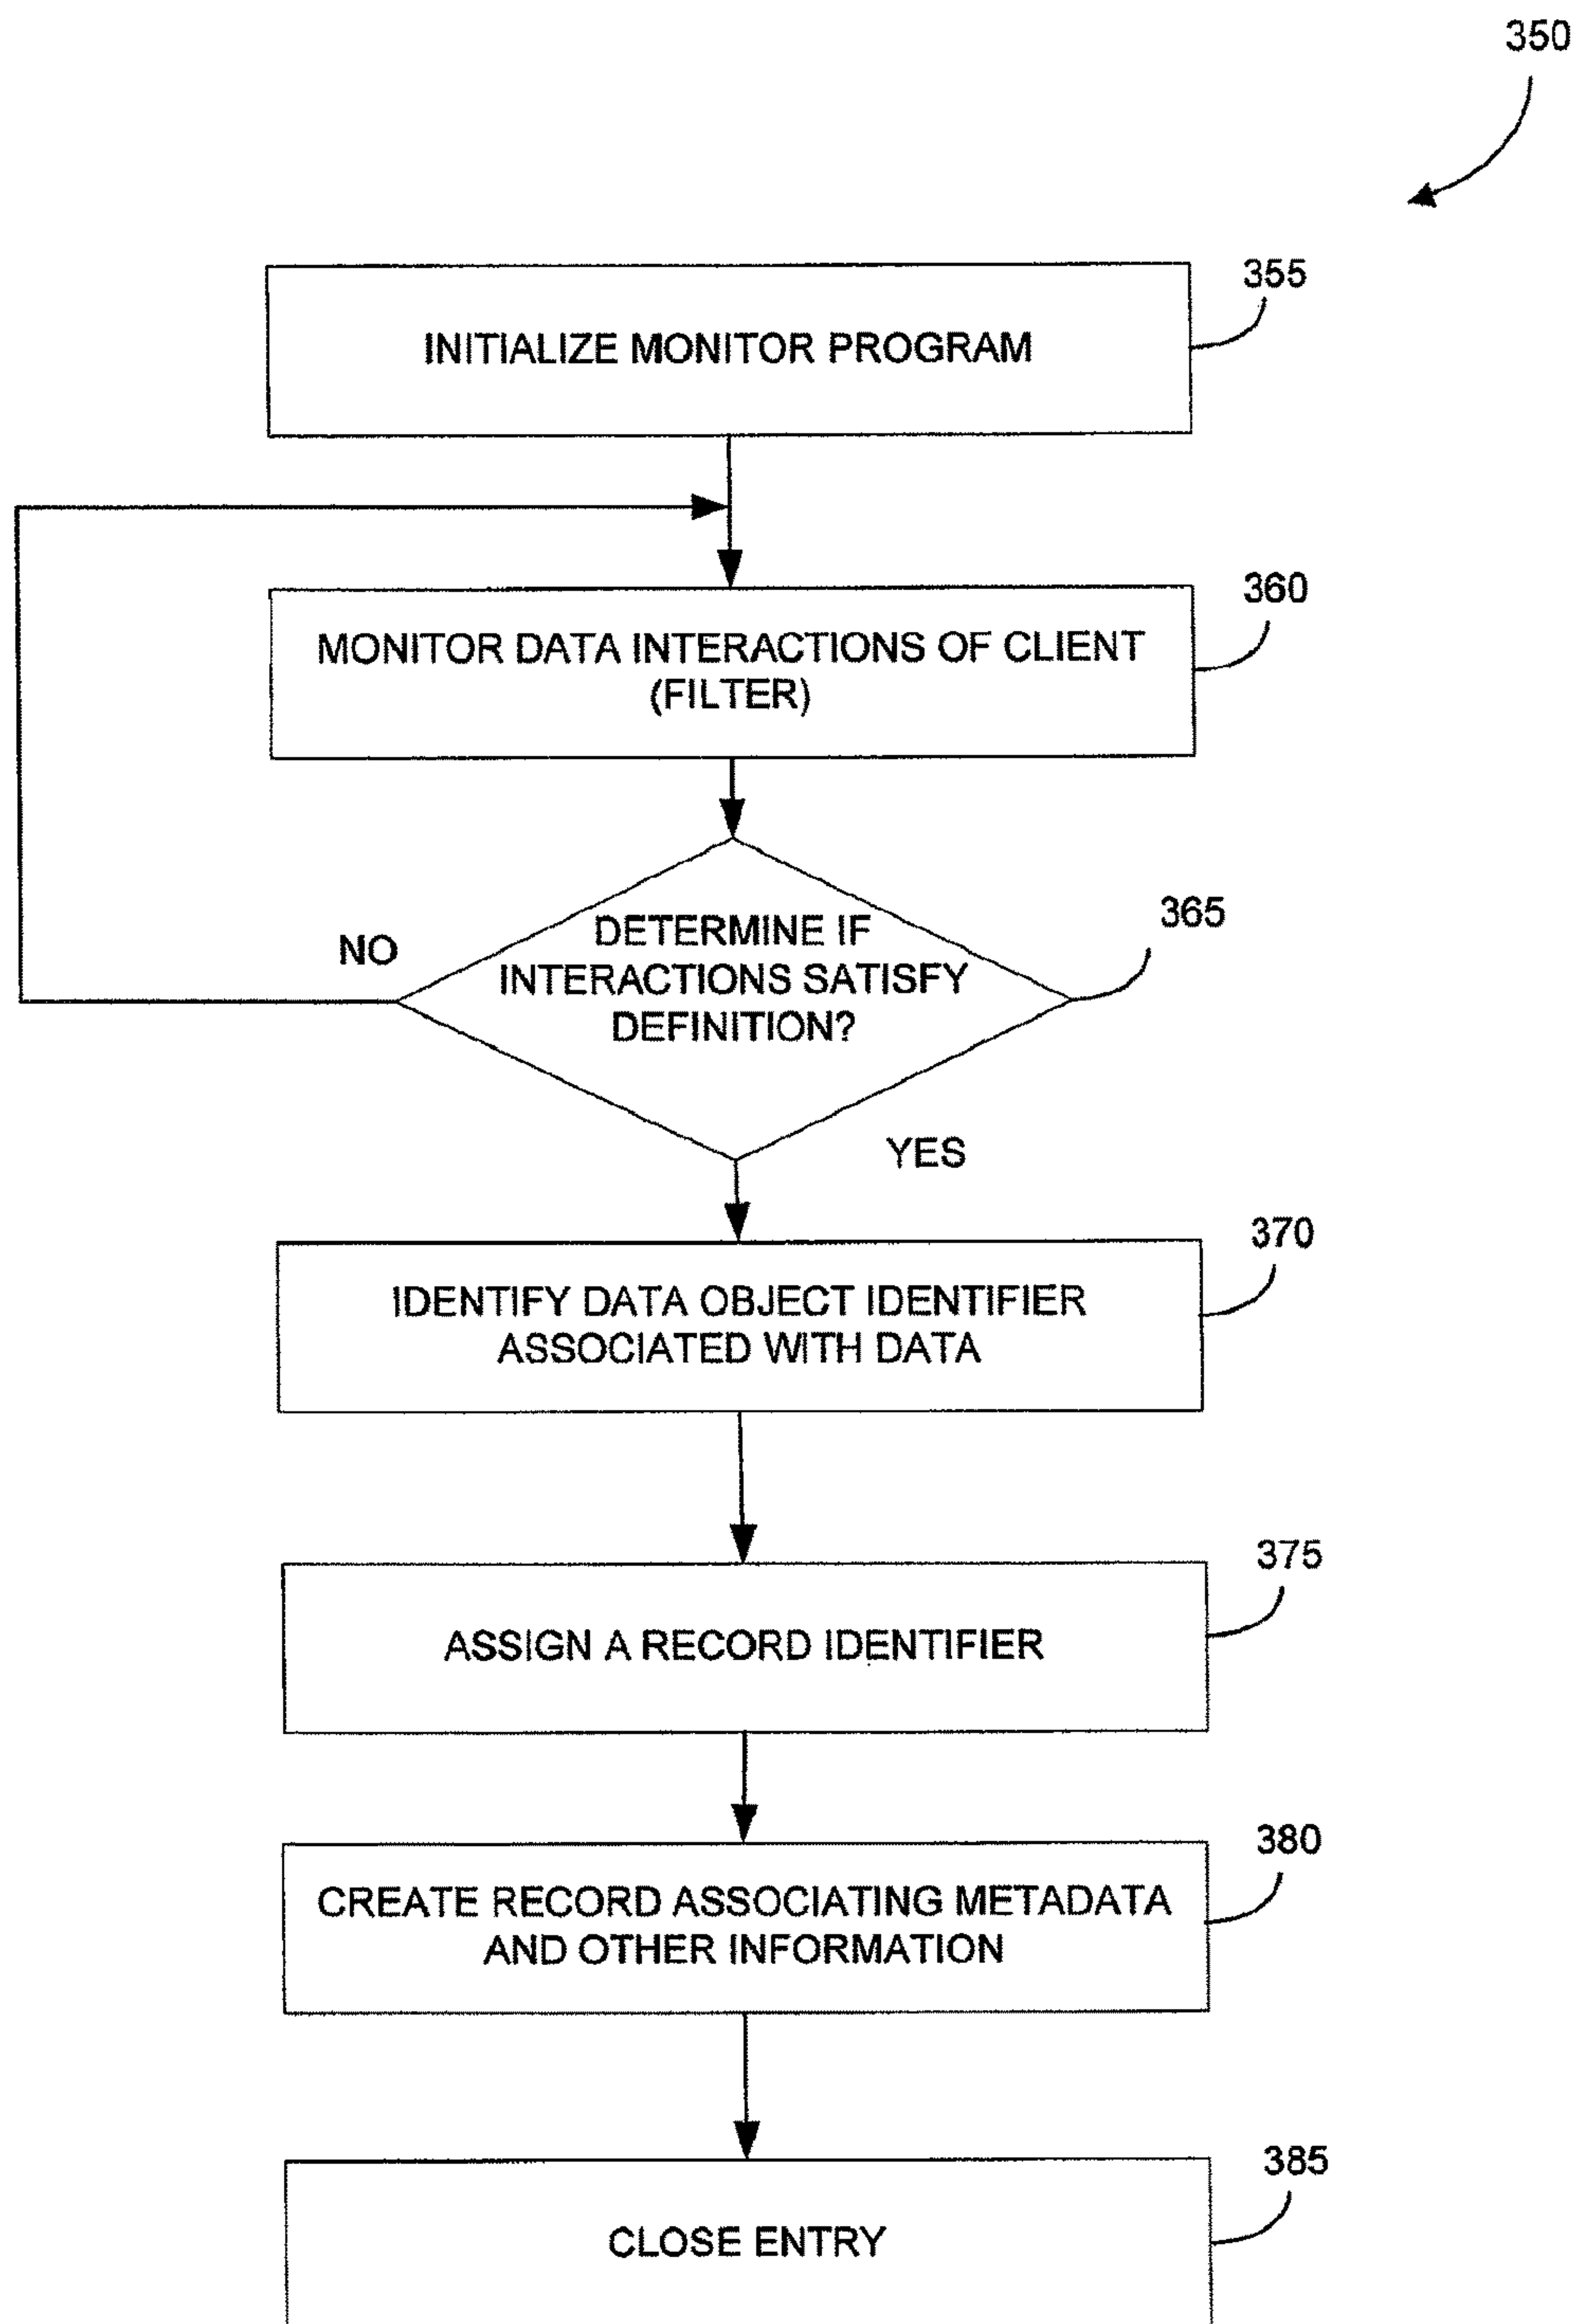 350
355
INITIALIZE MONITOR PROGRAM
360
MONITOR DATA INTERACTIONS OF CLIENT
(FILTER)
365
NO
DETERMINE IF
INTERACTIONS SATISFY
DEFINITION?
YES
370
IDENTIFY DATA OBJECT IDENTIFIER
ASSOCIATED WITH DATA
375
ASSIGN A RECORD IDENTIFIER
380
CREATE RECORD ASSOCIATING METADATA
AND OTHER INFORMATION
385
CLOSE ENTRY